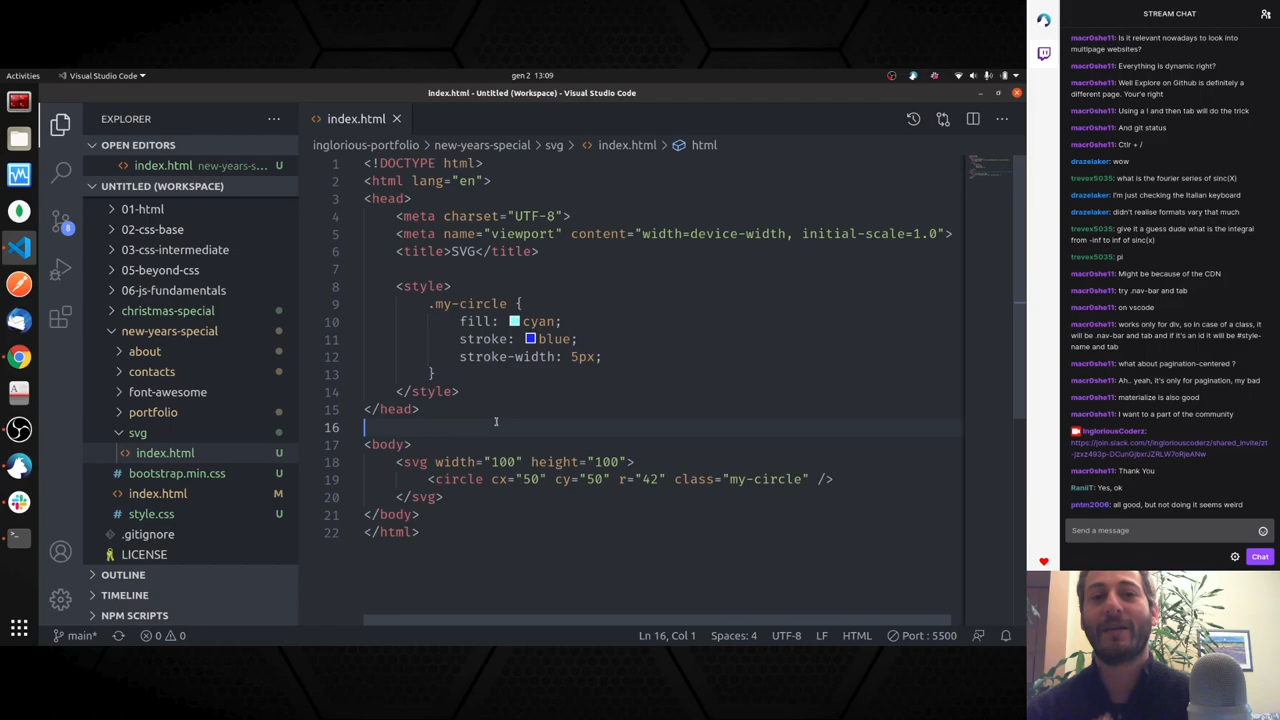 Activities
Visual Studio Code
gen 2 13:09
index.html - Untitled (Workspace) - Visual Studio Code
EXPLORER
OPEN EDITORS
index.html new-years-s... U
UNTITLED (WORKSPACE)
01-html
02-css-base
03-css-intermediate
05-beyond-css
06-js-fundamentals
christmas-special
new-years-special
about
contacts
font-awesome
portfolio
svg
index.html U
bootstrap.min.css U
index.html M
style.css U
.gitignore
LICENSE
OUTLINE
TIMELINE
NPM SCRIPTS
8
index.html
inglorious-portfolio > new-years-special > svg > index.html > html
1 <!DOCTYPE html>
2 <html lang="en">
3 <head>
4 <meta charset="UTF-8">
5 <meta name="viewport" content="width=device-width, initial-scale=1.0">
6 <title>SVG</title>
7
8 <style>
9 .my-circle {
10 fill: cyan;
11 stroke: blue;
12 stroke-width: 5px;
13 }
14 </style>
15 </head>
16
17 <body>
18 <svg width="100" height="100">
19 <circle cx="50" cy="50" r="42" class="my-circle" />
20 </svg>
21 </body>
22 </html>
main*
0 0
Ln 16, Col 1
Spaces: 4
UTF-8
LF
HTML
Port : 5500
STREAM CHAT
macr0she11: Is it relevant nowadays to look into
multipage websites?
macr0she11: Everything is dynamic right?
macr0she11: Well Explore on Github is definitely a
different page. Your'e right
macr0she11: Using a ! and then tab will do the trick
macr0she11: And git status
macr0she11: Ctlr + /
drazelaker: wow
trevex5035: what is the fourier series of sinc(X)
drazelaker: I'm just checking the Italian keyboard
drazelaker: didn't realise formats vary that much
trevex5035: give it a guess dude what is the integral
from -inf to inf of sinc(x)
trevex5035: pi
macr0she11: Might be because of the CDN
macr0she11: try .nav-bar and tab
macr0she11: on vscode
macr0she11: works only for div, so in case of a class, it
will be .nav-bar and tab and if it's an id it will be #style-
name and tab
macr0she11: what about pagination-centered ?
macr0she11: Ah.. yeah, it's only for pagination, my bad
macr0she11: materialize is also good
macr0she11: I want to a part of the community
IngloriousCoderz:
https://join.slack.com/t/ingloriouscoderz/shared_invite/zt
-jzxz493p-DCunGjbxrJZRLW7oRjeANw
macr0she11: Thank You
RaniiT: Yes, ok
pntm2006: all good, but not doing it seems weird
Send a message
Chat